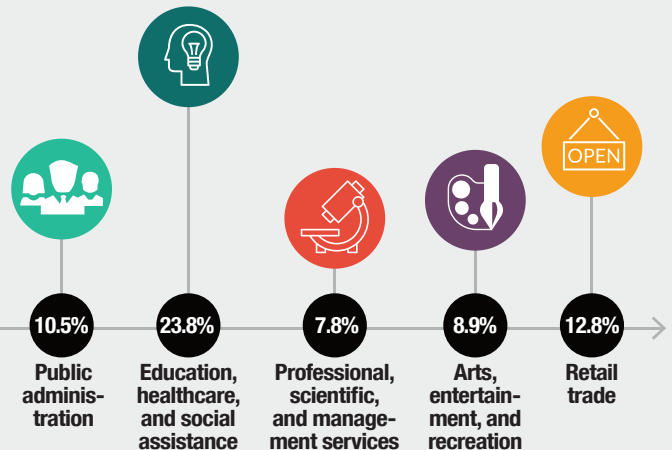 OPEN
10.5%
23.8%
7.8%
8.9%
12.8%
Public
adminis-
tration
Education,
healthcare,
and social
assistance
Professional,
scientific,
and manage-
ment services
Arts,
entertain-
ment, and
recreation
Retail
trade